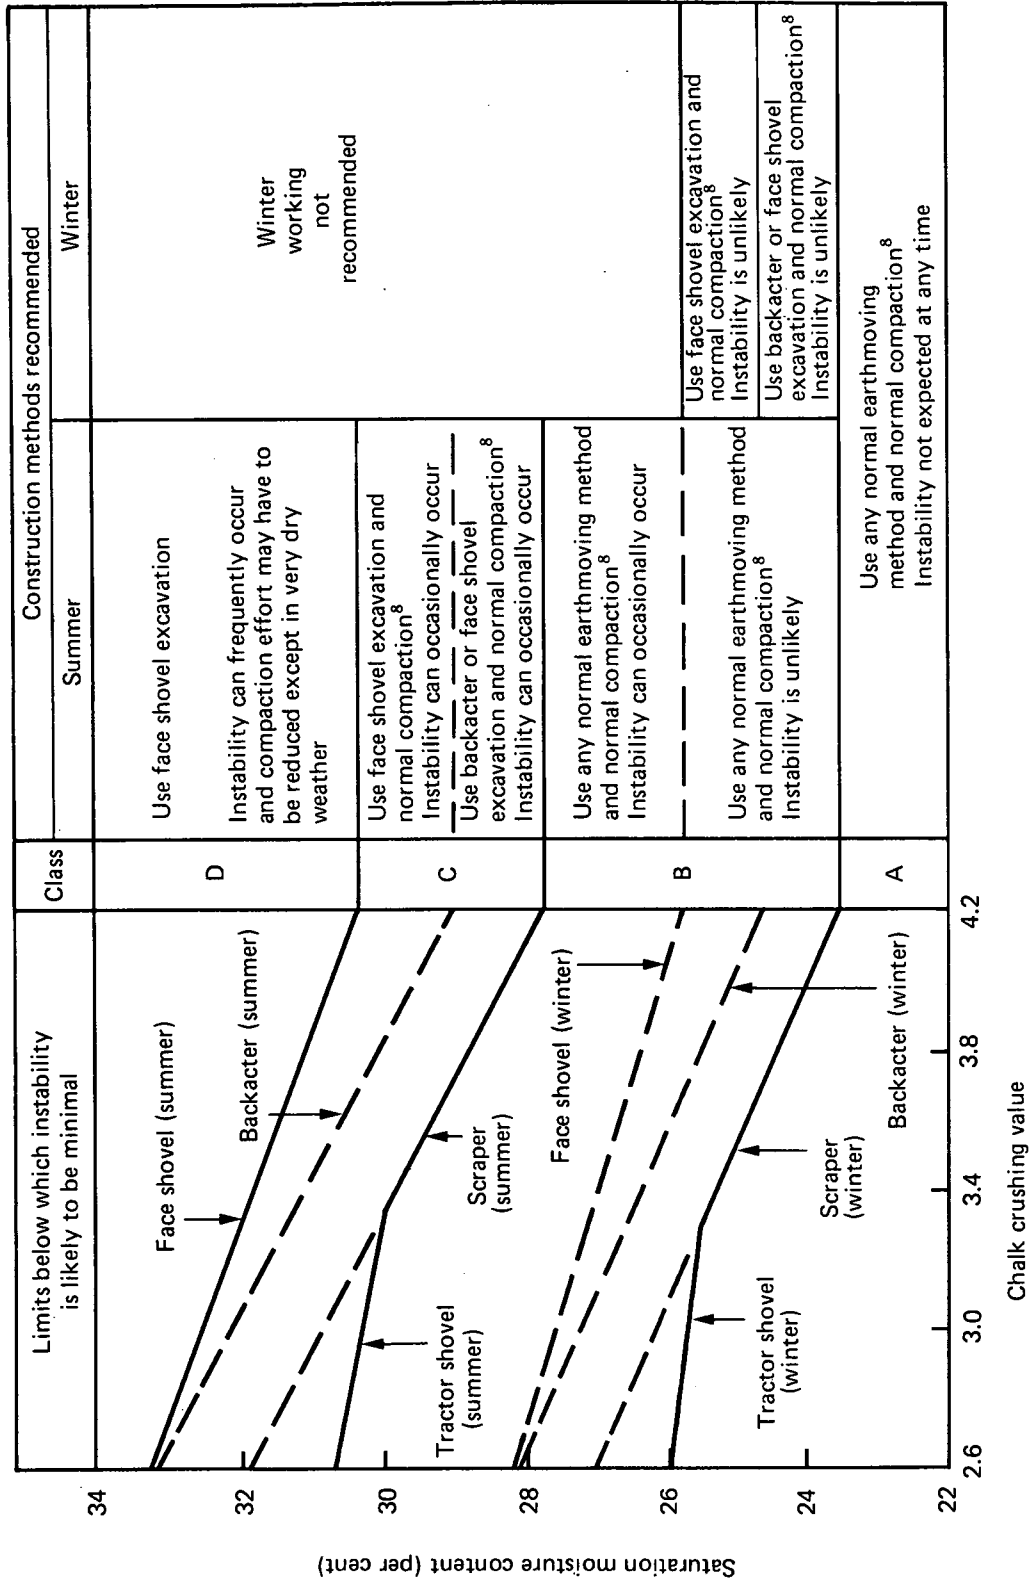 Limits below which instability
is likely to be minimal
Class
Construction methods recommended
Summer
Winter
Saturation moisture content (per cent)
34
32
30
28
26
24
22
2.6
3.0
3.4
3.8
4.2
Chalk crushing value
Face shovel (summer)
Backacter (summer)
Tractor shovel
(summer)
Scraper
(summer)
Face shovel (winter)
Tractor shovel
(winter)
Scraper
(winter)
Backacter (winter)
D
C
B
A
Use face shovel excavation
Instability can frequently occur
and compaction effort may have to
be reduced except in very dry
weather
Use face shovel excavation and
normal compaction⁸
Instability can occasionally occur
Use backacter or face shovel
excavation and normal compaction⁸
Instability can occasionally occur
Use any normal earthmoving method
and normal compaction⁸
Instability can occasionally occur
Use any normal earthmoving method
and normal compaction⁸
Instability is unlikely
Winter
working
not
recommended
Use face shovel excavation and
normal compaction⁸
Instability is unlikely
Use backacter or face shovel
excavation and normal compaction⁸
Instability is unlikely
Use any normal earthmoving
method and normal compaction⁸
Instability not expected at any time